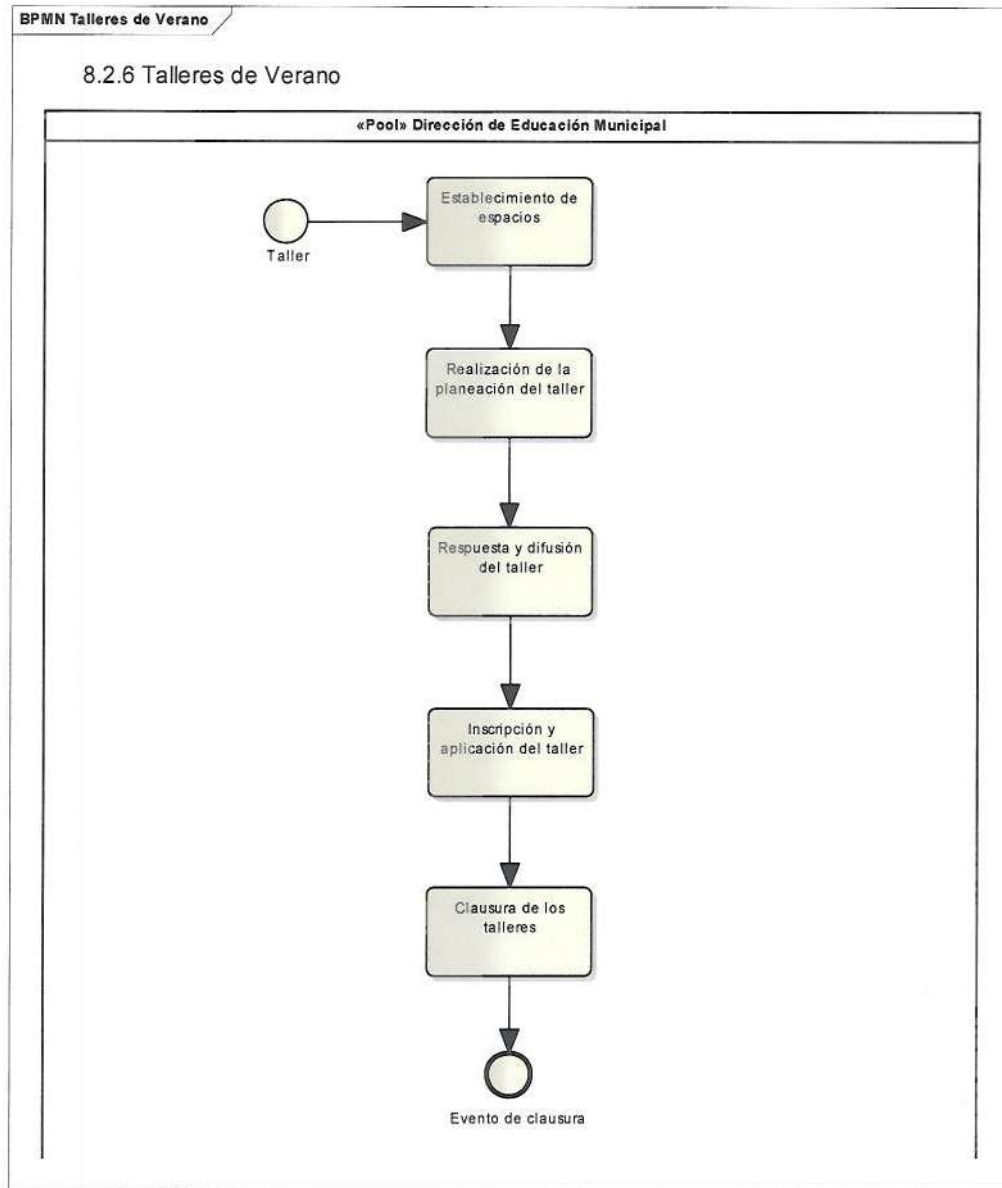 BPMN Talleres de Verano
8.2.6 Talleres de Verano
«Pool» Dirección de Educación Municipal
Taller
Establecimiento de
espacios
Realización de la
planeación del taller
Respuesta y difusión
del taller
Inscripción y
aplicación del taller
Clausura de los
talleres
Evento de clausura